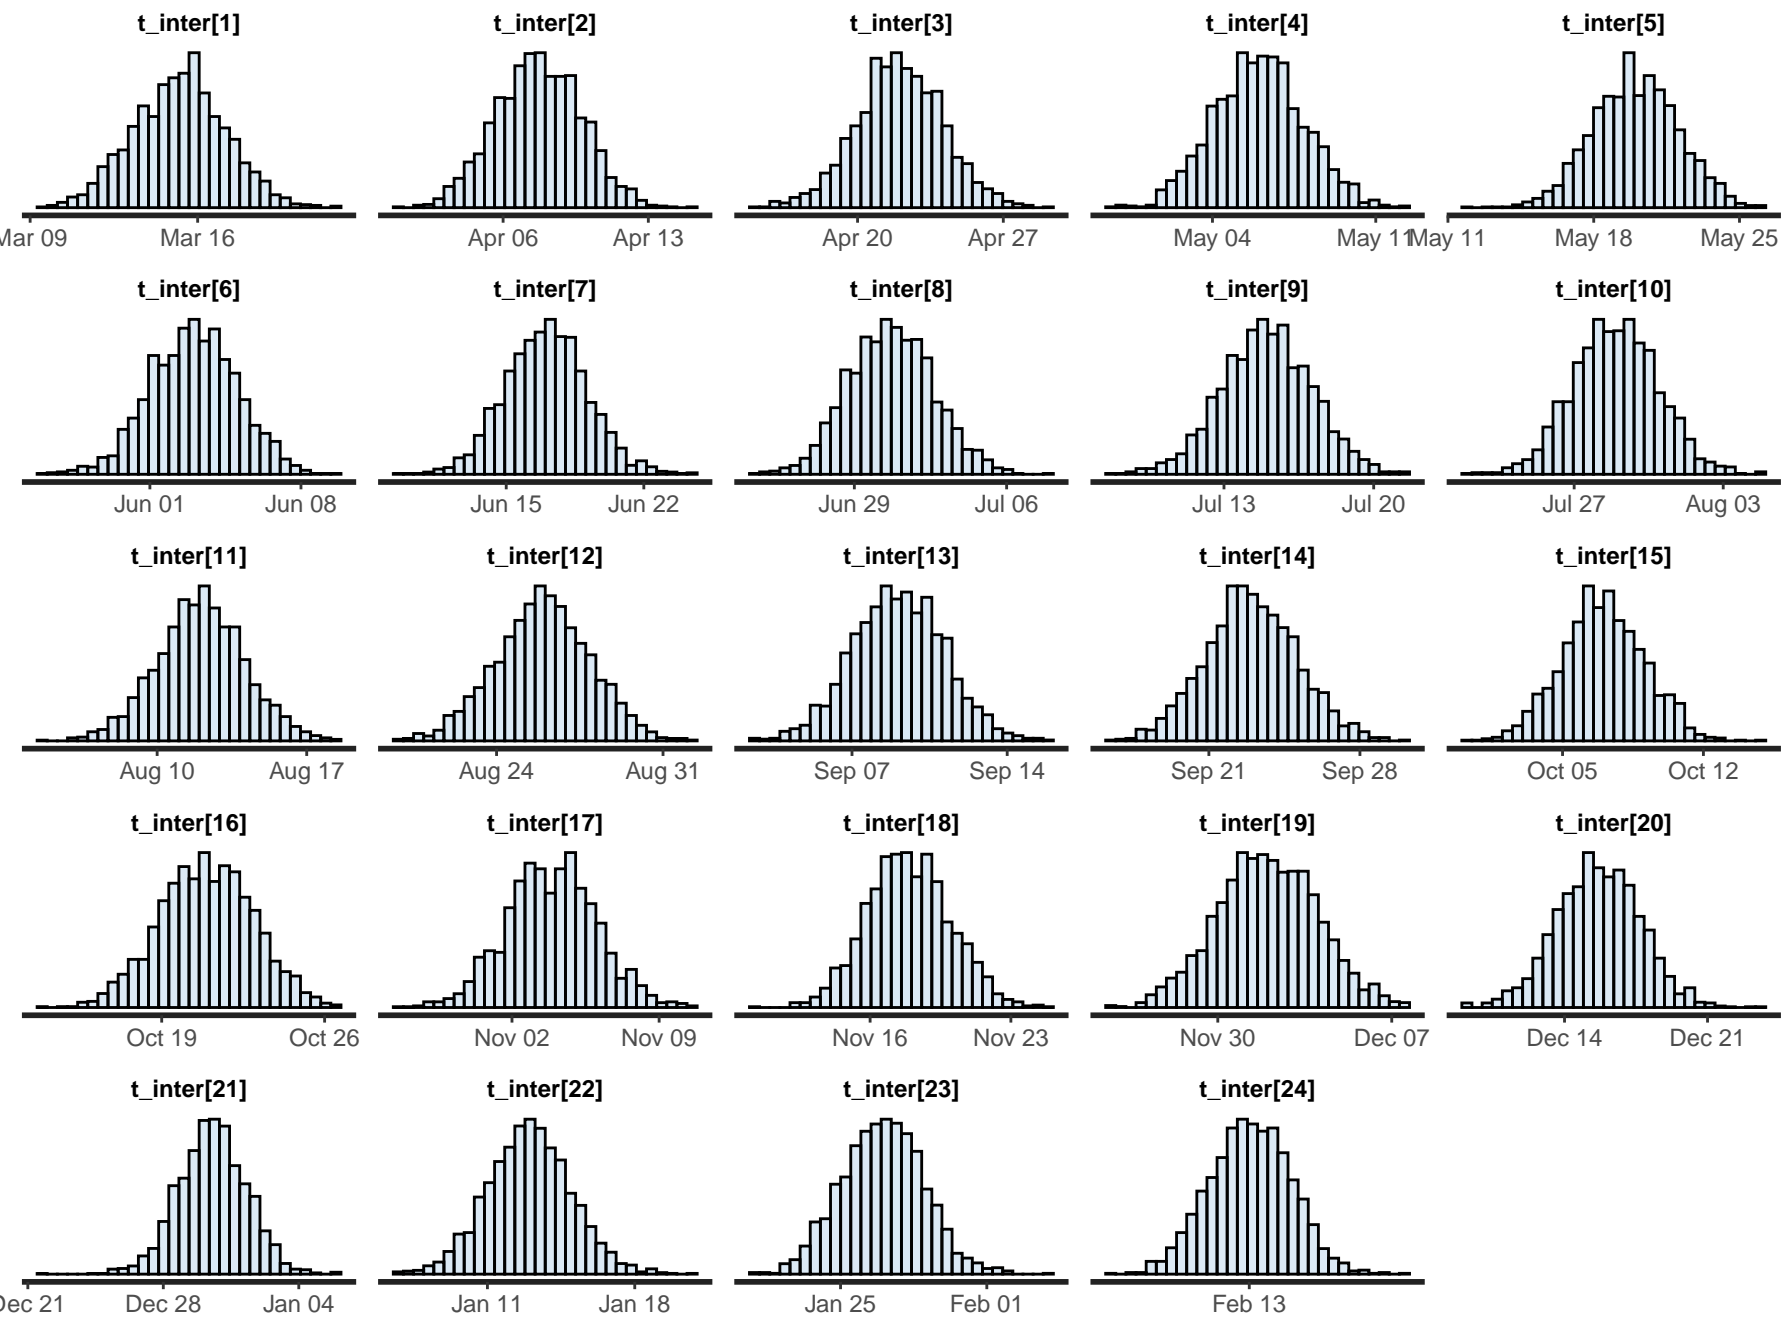 t_inter[1] t_inter[2] t_inter[3] t_inter[4] t_inter[5]
Mar 09 Mar 16 Apr 06 Apr 13 Apr 20 Apr 27 May 04 May 11 May 11 May 18 May 25
t_inter[6] t_inter[7] t_inter[8] t_inter[9] t_inter[10]
Jun 01 Jun 08 Jun 15 Jun 22 Jun 29 Jul 06 Jul 13 Jul 20 Jul 27 Aug 03
t_inter[11] t_inter[12] t_inter[13] t_inter[14] t_inter[15]
Aug 10 Aug 17 Aug 24 Aug 31 Sep 07 Sep 14 Sep 21 Sep 28 Oct 05 Oct 12
t_inter[16] t_inter[17] t_inter[18] t_inter[19] t_inter[20]
Oct 19 Oct 26 Nov 02 Nov 09 Nov 16 Nov 23 Nov 30 Dec 07 Dec 14 Dec 21
t_inter[21] t_inter[22] t_inter[23] t_inter[24]
Dec 21 Dec 28 Jan 04 Jan 11 Jan 18 Jan 25 Feb 01 Feb 13